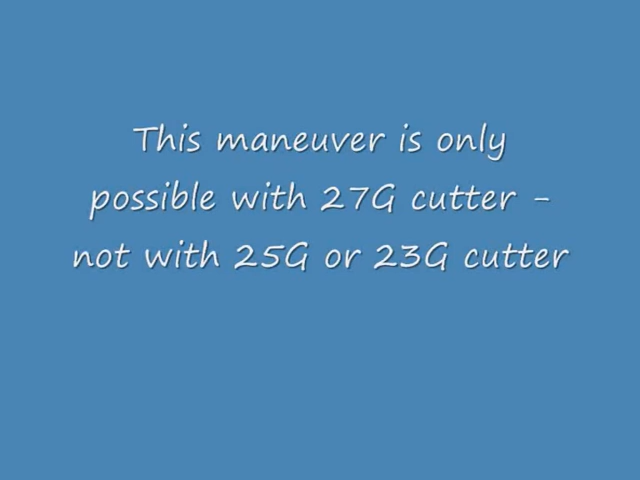 This maneuver is only
possible with 27G cutter -
not with 25G or 23G cutter